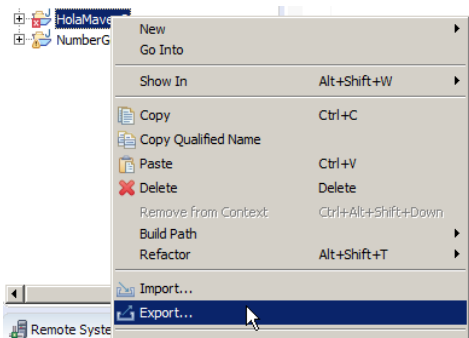 HolaMave
NumberG
New
Go Into
Show In Alt+Shift+W
Copy Ctrl+C
Copy Qualified Name
Paste Ctrl+V
Delete Delete
Remove from Context Ctrl+Alt+Shift+Down
Build Path
Refactor Alt+Shift+T
Import...
Export...
Remote Syste